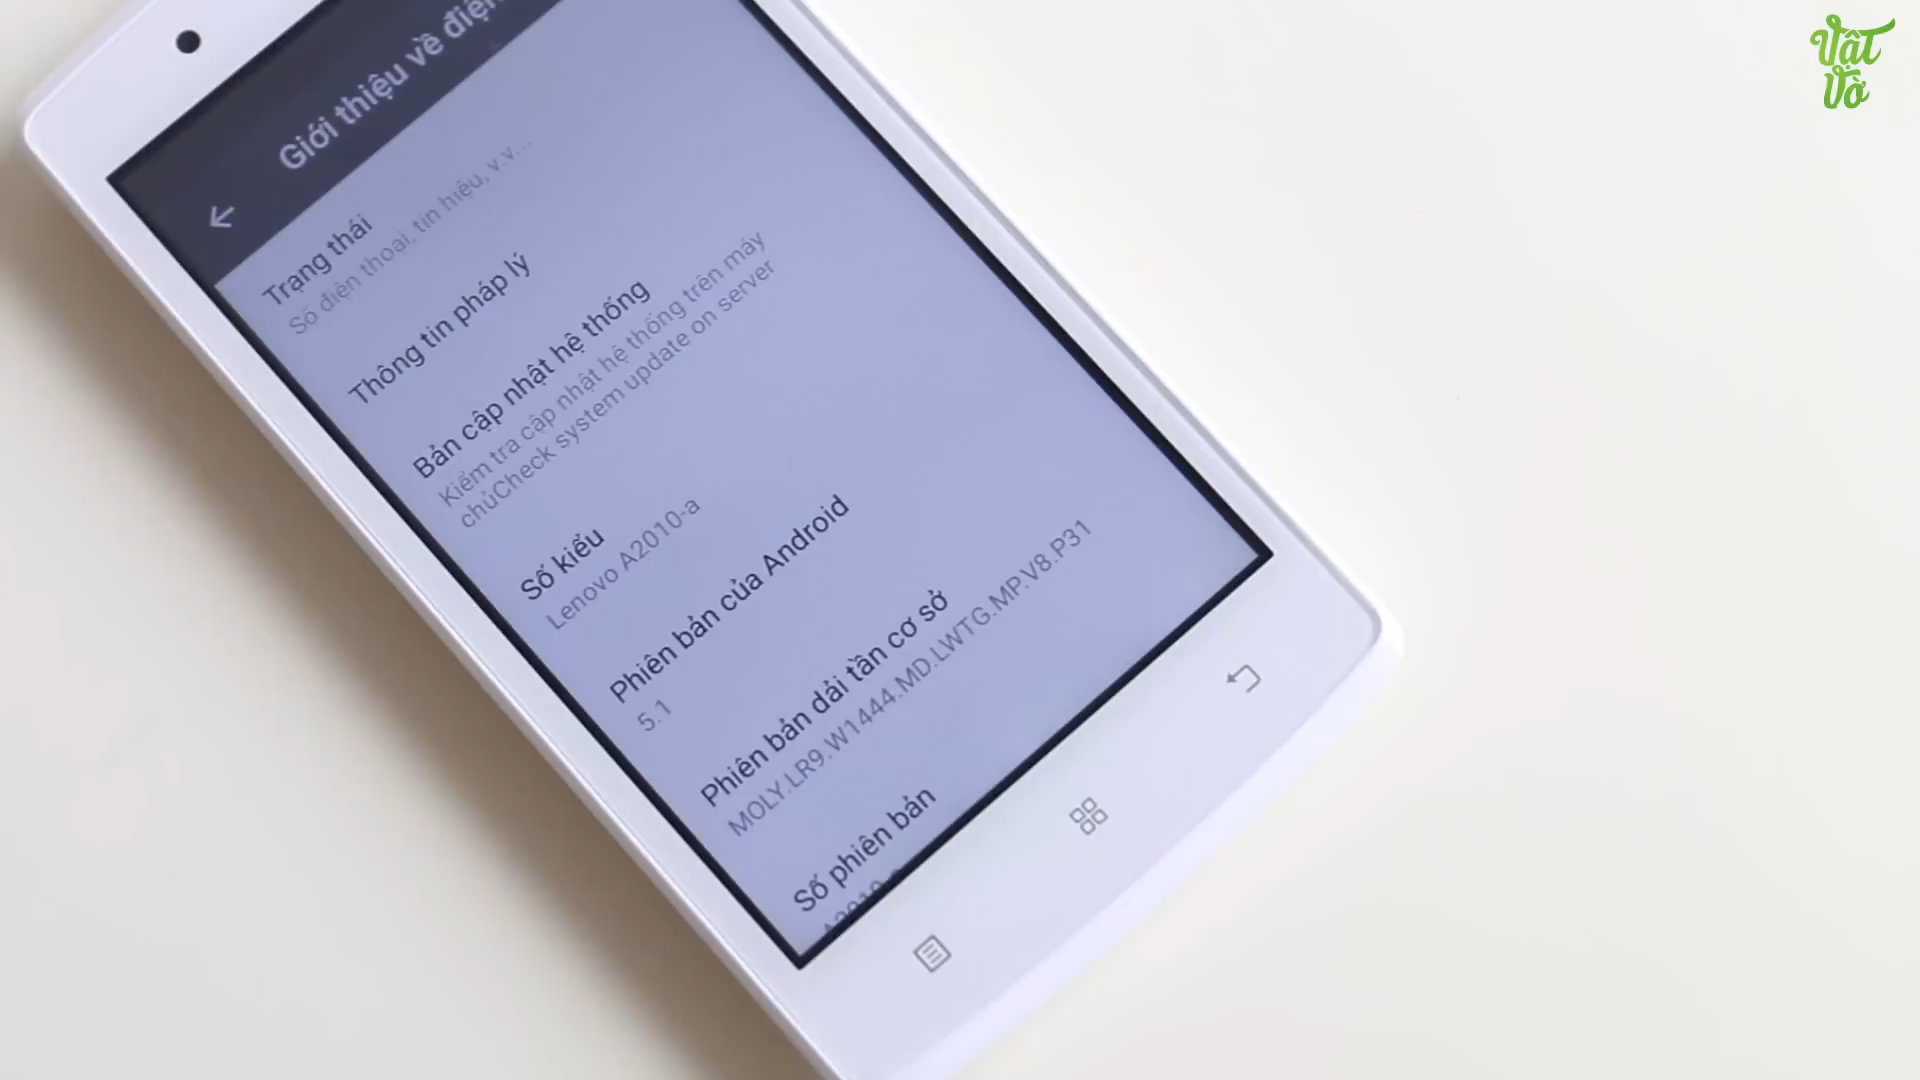 Vật
Vờ
Giới thiệu về điện
Trạng thái
Số điện thoại, tín hiệu, v.v...
Thông tin pháp lý
Bản cập nhật hệ thống
Kiểm tra cập nhật hệ thống trên máy
chủCheck system update on server
Số kiểu
Lenovo A2010-a
Phiên bản của Android
5.1
Phiên bản dải tần cơ sở
MOLY.LR9.W1444.MD.LWTG.MP.V8.P31
Số phiên bản